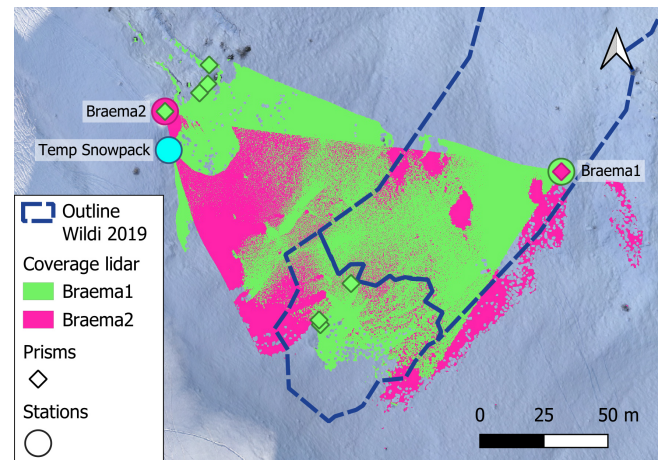 Braema2
Temp Snowpack
Braema1
Outline
Wildi 2019
Coverage lidar
Braema1
Braema2
Prisms
Stations
0 25 50 m